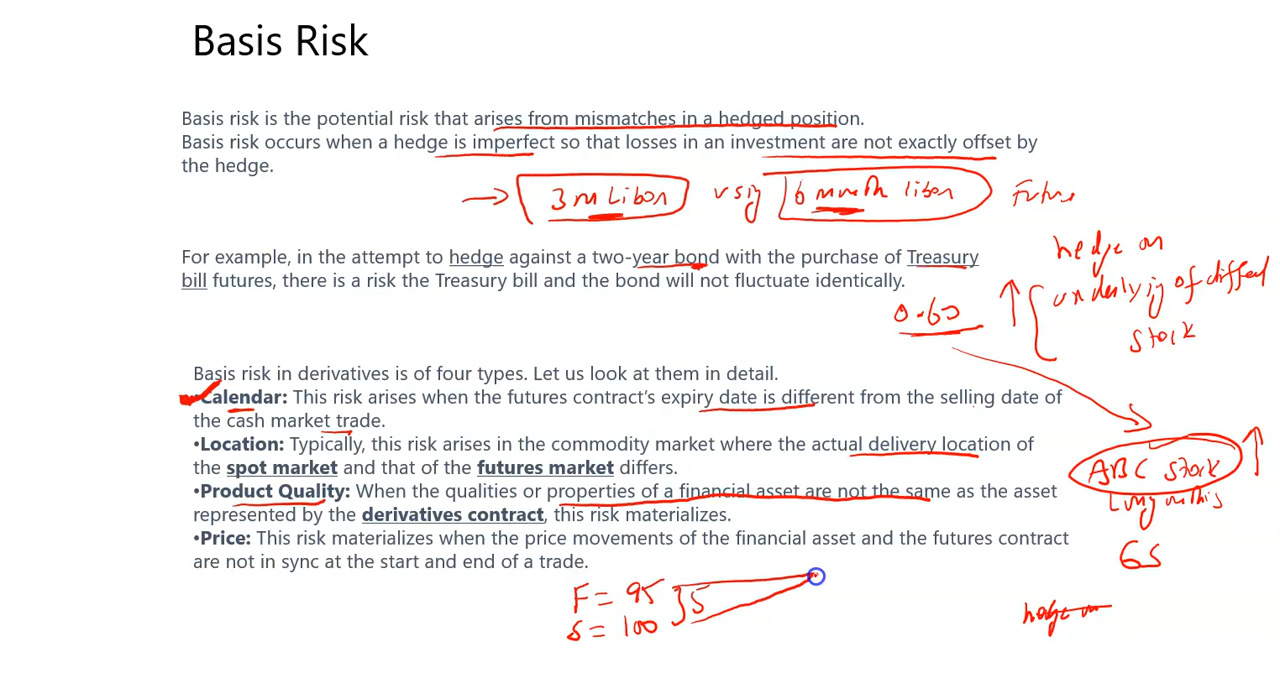 Basis Risk
Basis risk is the potential risk that arises from mismatches in a hedged position.
Basis risk occurs when a hedge is imperfect so that losses in an investment are not exactly offset by
the hedge.
3m Libor using 6 month libor Future
For example, in the attempt to hedge against a two-year bond with the purchase of Treasury
bill futures, there is a risk the Treasury bill and the bond will not fluctuate identically.
hedge on
underlying of
stock
0.60
Basis risk in derivatives is of four types. Let us look at them in detail.
•Calendar: This risk arises when the futures contract’s expiry date is different from the selling date of
the cash market trade.
•Location: Typically, this risk arises in the commodity market where the actual delivery location of
the spot market and that of the futures market differs.
•Product Quality: When the qualities or properties of a financial asset are not the same as the asset
represented by the derivatives contract, this risk materializes.
•Price: This risk materializes when the price movements of the financial asset and the futures contract
are not in sync at the start and end of a trade.
ABC Stock
Long on this
GS
hedge on
F = 95
S = 100
5